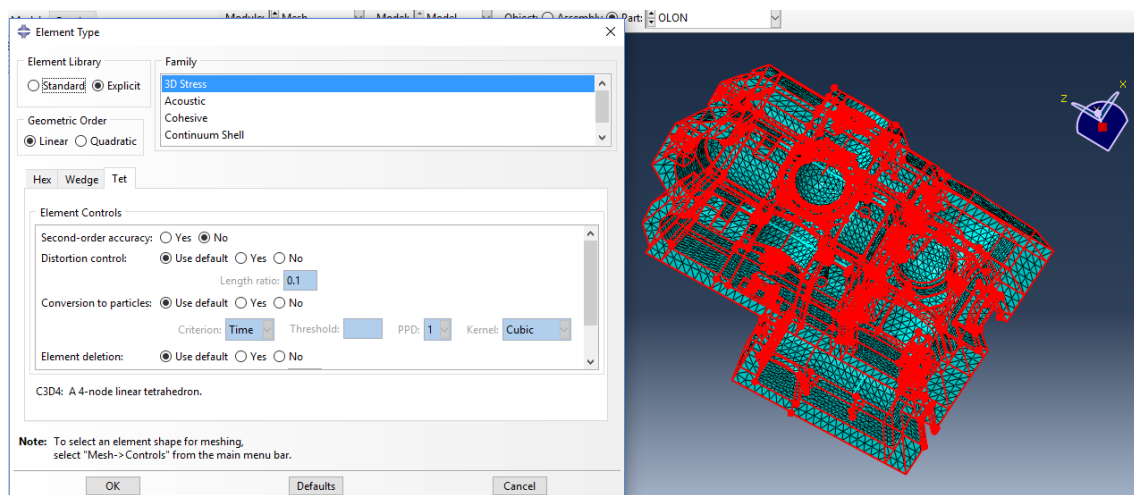 Module: Mesh Model: Model Object: Assembly Part: OLON
Element Type
Element Library
Standard Explicit
Geometric Order
Linear Quadratic
Family
3D Stress
Acoustic
Cohesive
Continuum Shell
Hex Wedge Tet
Element Controls
Second-order accuracy: Yes No
Distortion control: Use default Yes No
Length ratio: 0.1
Conversion to particles: Use default Yes No
Criterion: Time Threshold: PPD: 1 Kernel: Cubic
Element deletion: Use default Yes No
C3D4: A 4-node linear tetrahedron.
Note: To select an element shape for meshing,
select "Mesh->Controls" from the main menu bar.
OK Defaults Cancel
Z X